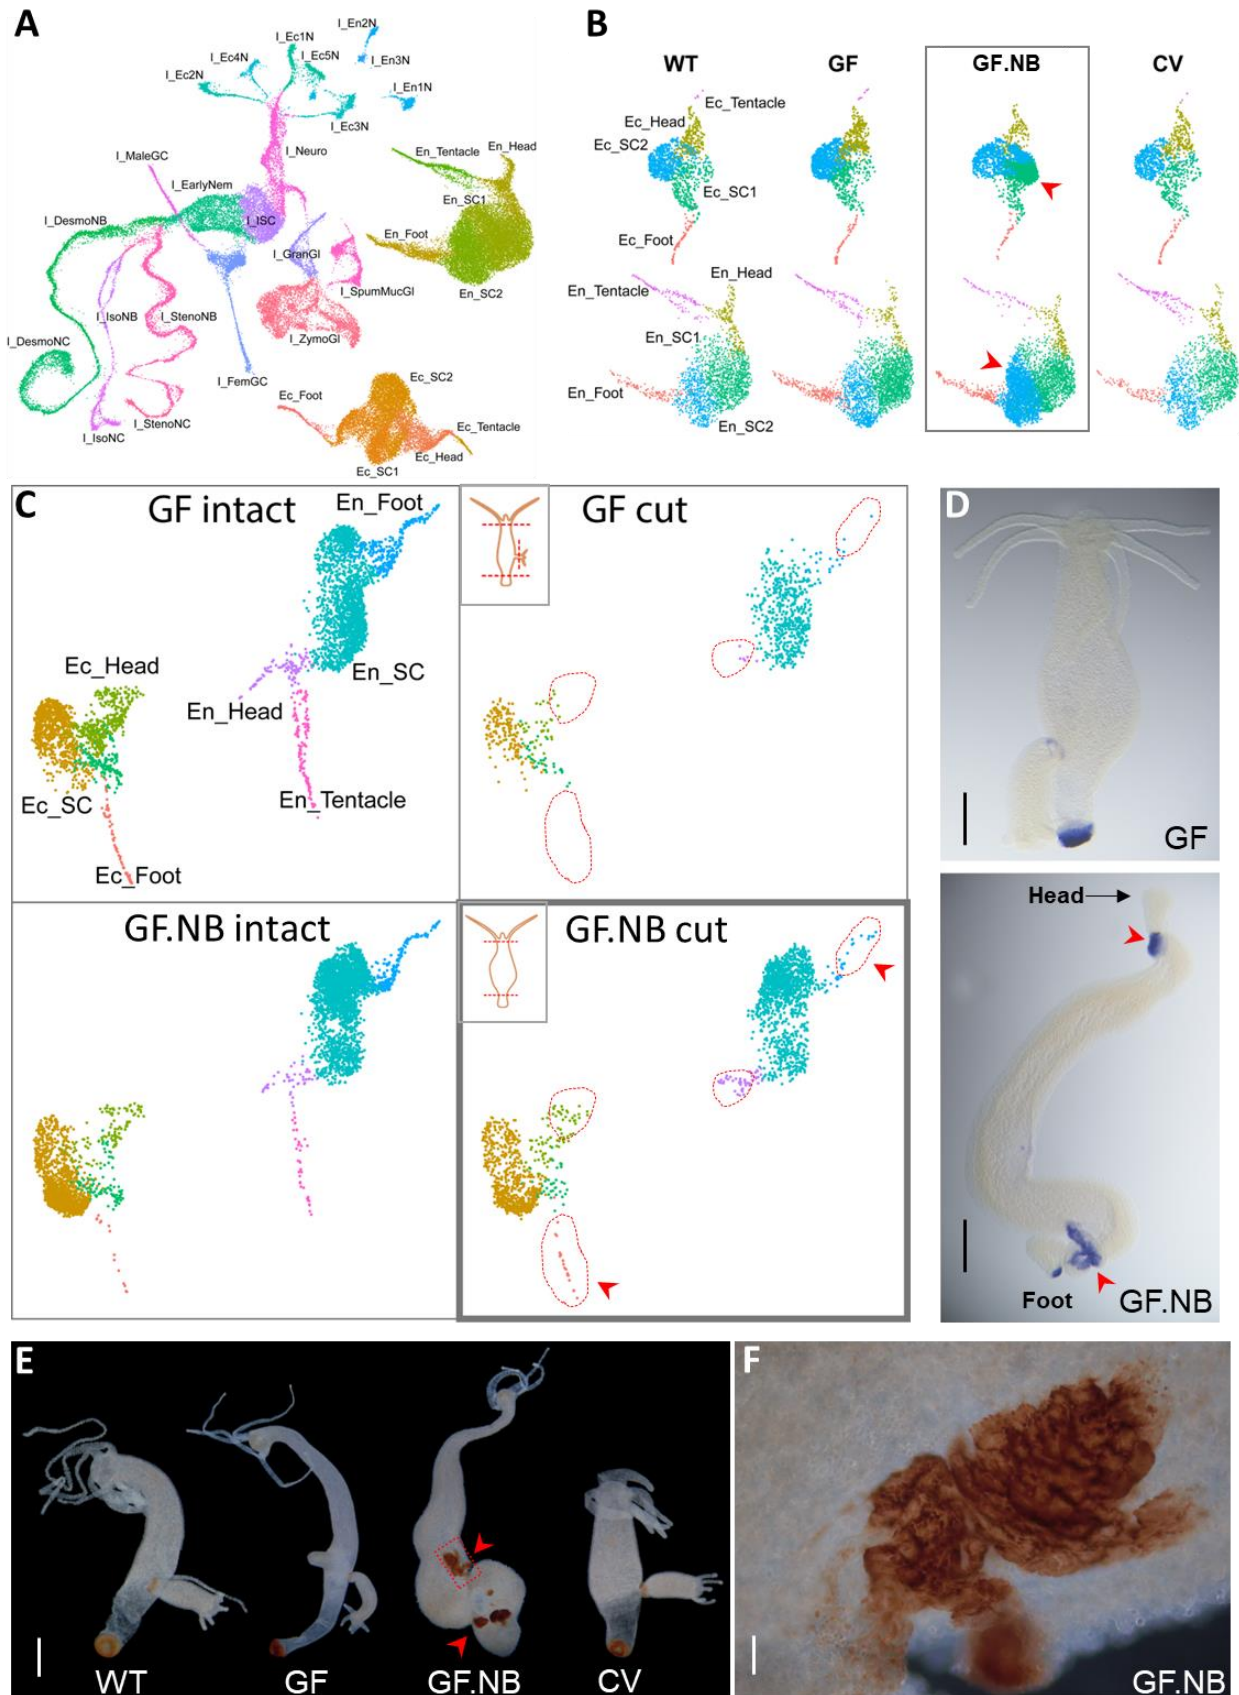 A
I_En2N
I_Ec1N
I_Ec4N
I_Ec5N
I_En3N
I_Ec2N
I_En1N
I_Ec3N
I_MaleGC
I_Neuro
En_Tentacle
En_Head
I_EarlyNem
I_DesmoNB
I_ISC
En_SC1
En_Foot
I_GranGl
En_SC2
I_SpumMucGl
I_IsoNB
I_StenoNB
I_DesmoNC
I_ZymoGl
I_FemGC
Ec_SC2
Ec_Foot
I_StenoNC
I_IsoNC
Ec_Tentacle
Ec_Head
Ec_SC1
B
WT
GF
GF.NB
CV
Ec_Tentacle
Ec_Head
Ec_SC2
Ec_SC1
Ec_Foot
En_Head
En_Tentacle
En_SC1
En_Foot
En_SC2
C
GF intact
En_Foot
Ec_Head
En_SC
En_Head
Ec_SC
En_Tentacle
Ec_Foot
GF cut
GF.NB intact
GF.NB cut
D
GF
Head
Foot
GF.NB
E
WT
GF
GF.NB
CV
F
GF.NB